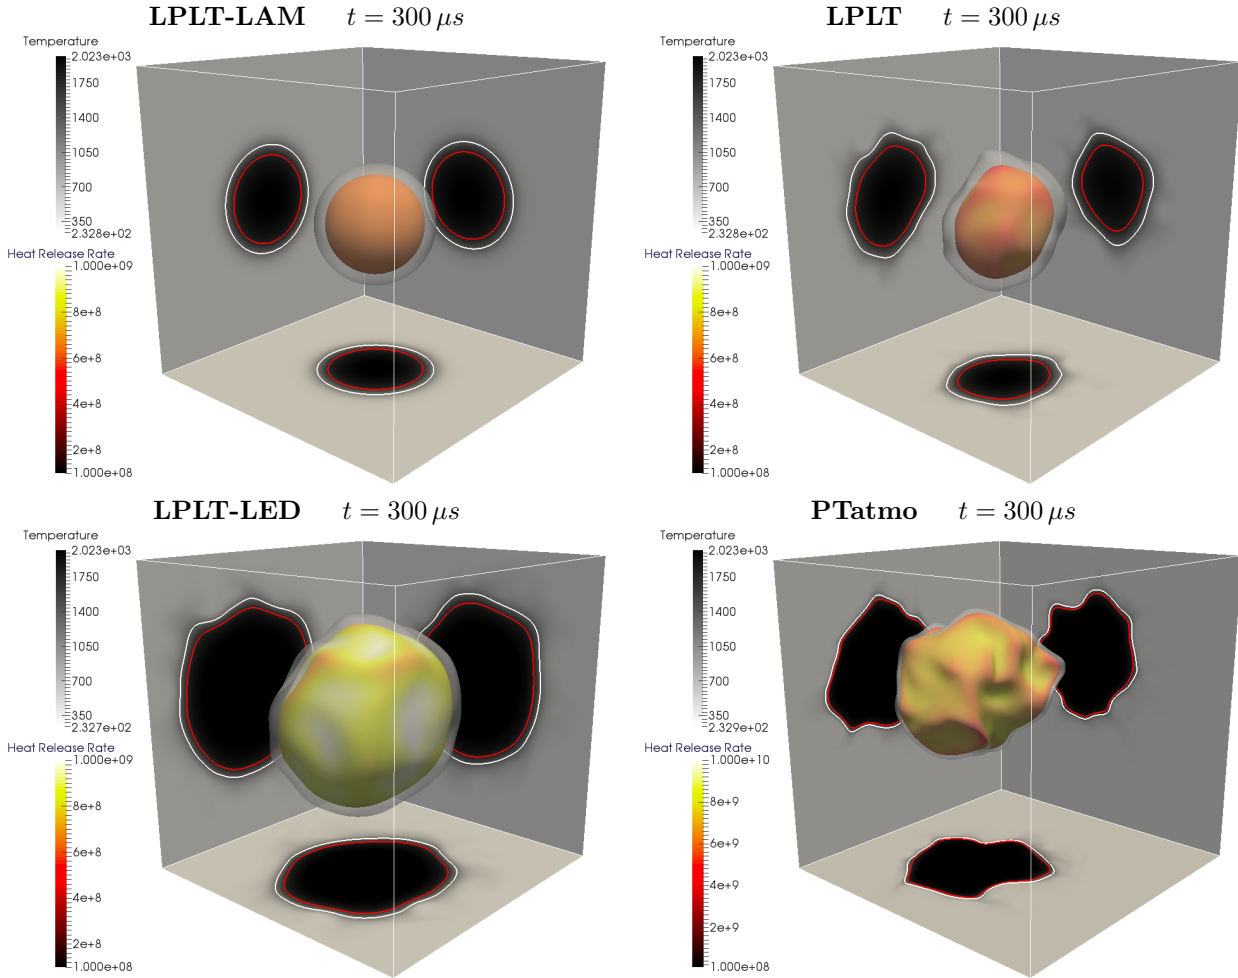 LPLT-LAM t = 300 μs
Temperature
2.023e+03
1750
1400
1050
700
350
2.328e+02
Heat Release Rate
1.000e+09
8e+8
6e+8
4e+8
2e+8
1.000e+08
LPLT t = 300 μs
Temperature
2.023e+03
1750
1400
1050
700
350
2.328e+02
Heat Release Rate
1.000e+09
8e+8
6e+8
4e+8
2e+8
1.000e+08
LPLT-LED t = 300 μs
Temperature
2.023e+03
1750
1400
1050
700
350
2.327e+02
Heat Release Rate
1.000e+09
8e+8
6e+8
4e+8
2e+8
1.000e+08
PTatmo t = 300 μs
Temperature
2.023e+03
1750
1400
1050
700
350
2.329e+02
Heat Release Rate
1.000e+10
8e+9
6e+9
4e+9
2e+9
1.000e+08